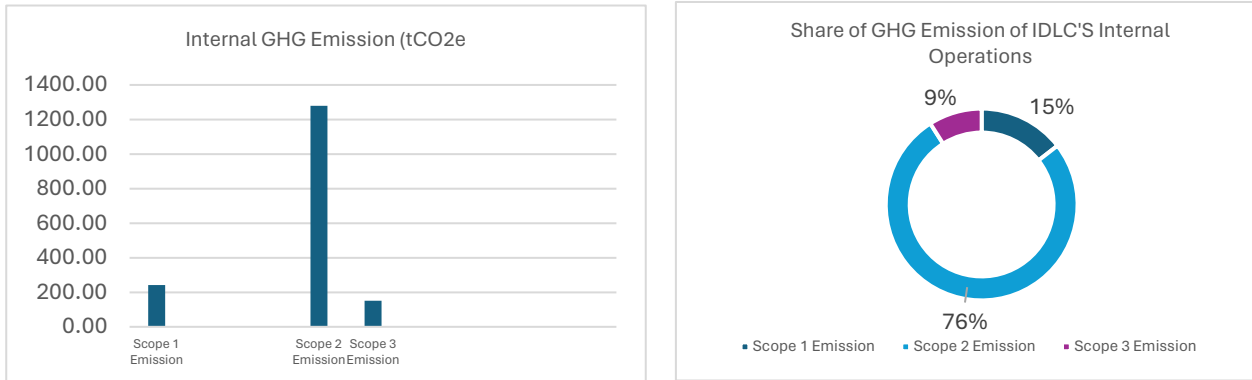 Internal GHG Emission (tCO2e
1400.00
1200.00
1000.00
800.00
600.00
400.00
200.00
0.00
Scope 1 Emission
Scope 2 Emission
Scope 3 Emission
Share of GHG Emission of IDLC'S Internal
Operations
9%
15%
76%
Scope 1 Emission
Scope 2 Emission
Scope 3 Emission